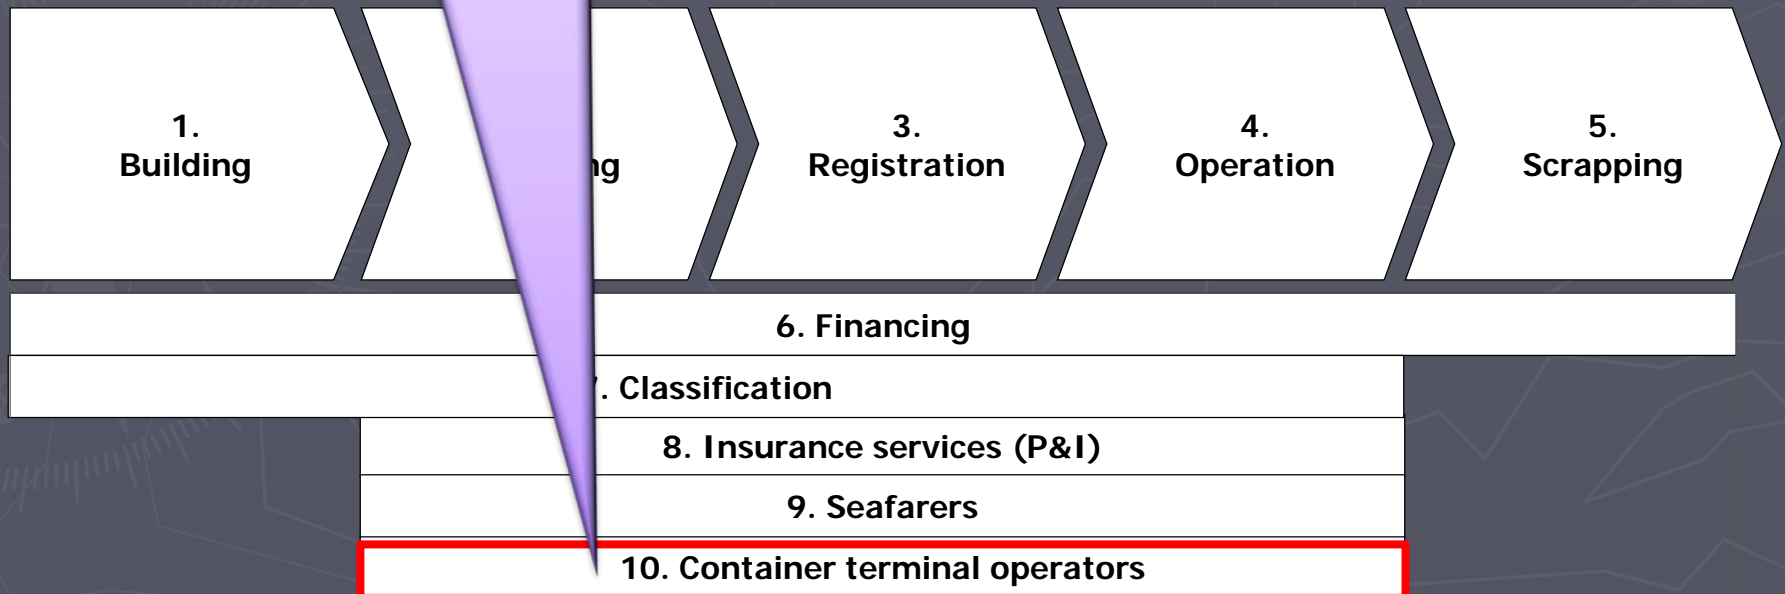 1.
Building
3.
Registration
4.
Operation
5.
Scrapping
6. Financing
. Classification
8. Insurance services (P&I)
9. Seafarers
10. Container terminal operators